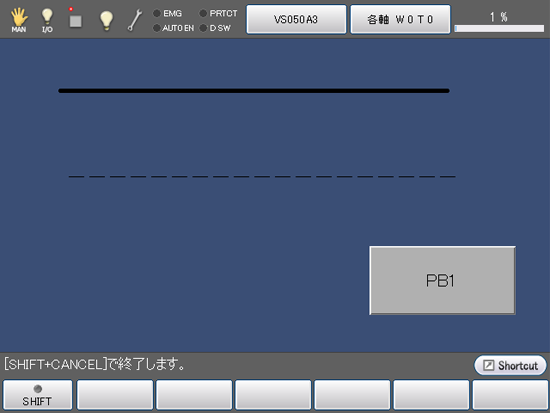 MAN
I/O
EMG
PRTCT
AUTO EN
D SW
VS050A3
各軸 W0T0
1 %
PB1
[SHIFT+CANCEL]で終了します。
Shortcut
SHIFT